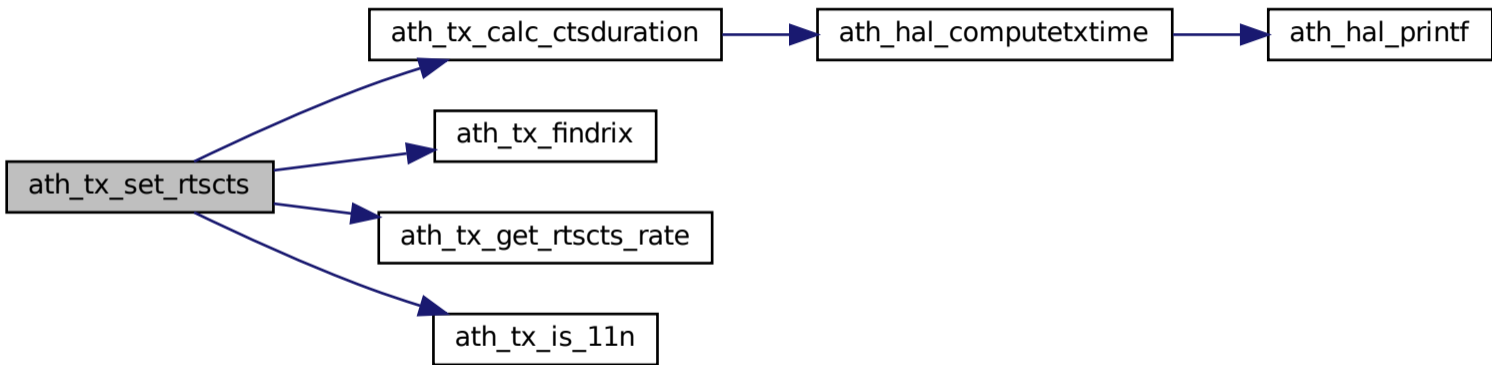 ath_tx_calc_ctsduration
ath_hal_computetxtime
ath_hal_printf
ath_tx_findrix
ath_tx_set_rtscts
ath_tx_get_rtscts_rate
ath_tx_is_11n